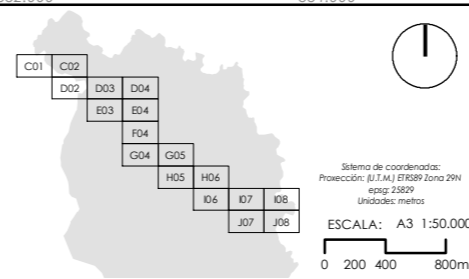 C01 C02
D02 D03 D04
E03 E04
F04
G04 G05
H05 H06
I06 I07 I08
J07 J08
Sistema de coordenadas:
Proxección: (U.T.M.) ETRS89 Zona 29N
epsg: 25829
Unidades: metros
ESCALA: A3 1:50.000
0 200 400 800m